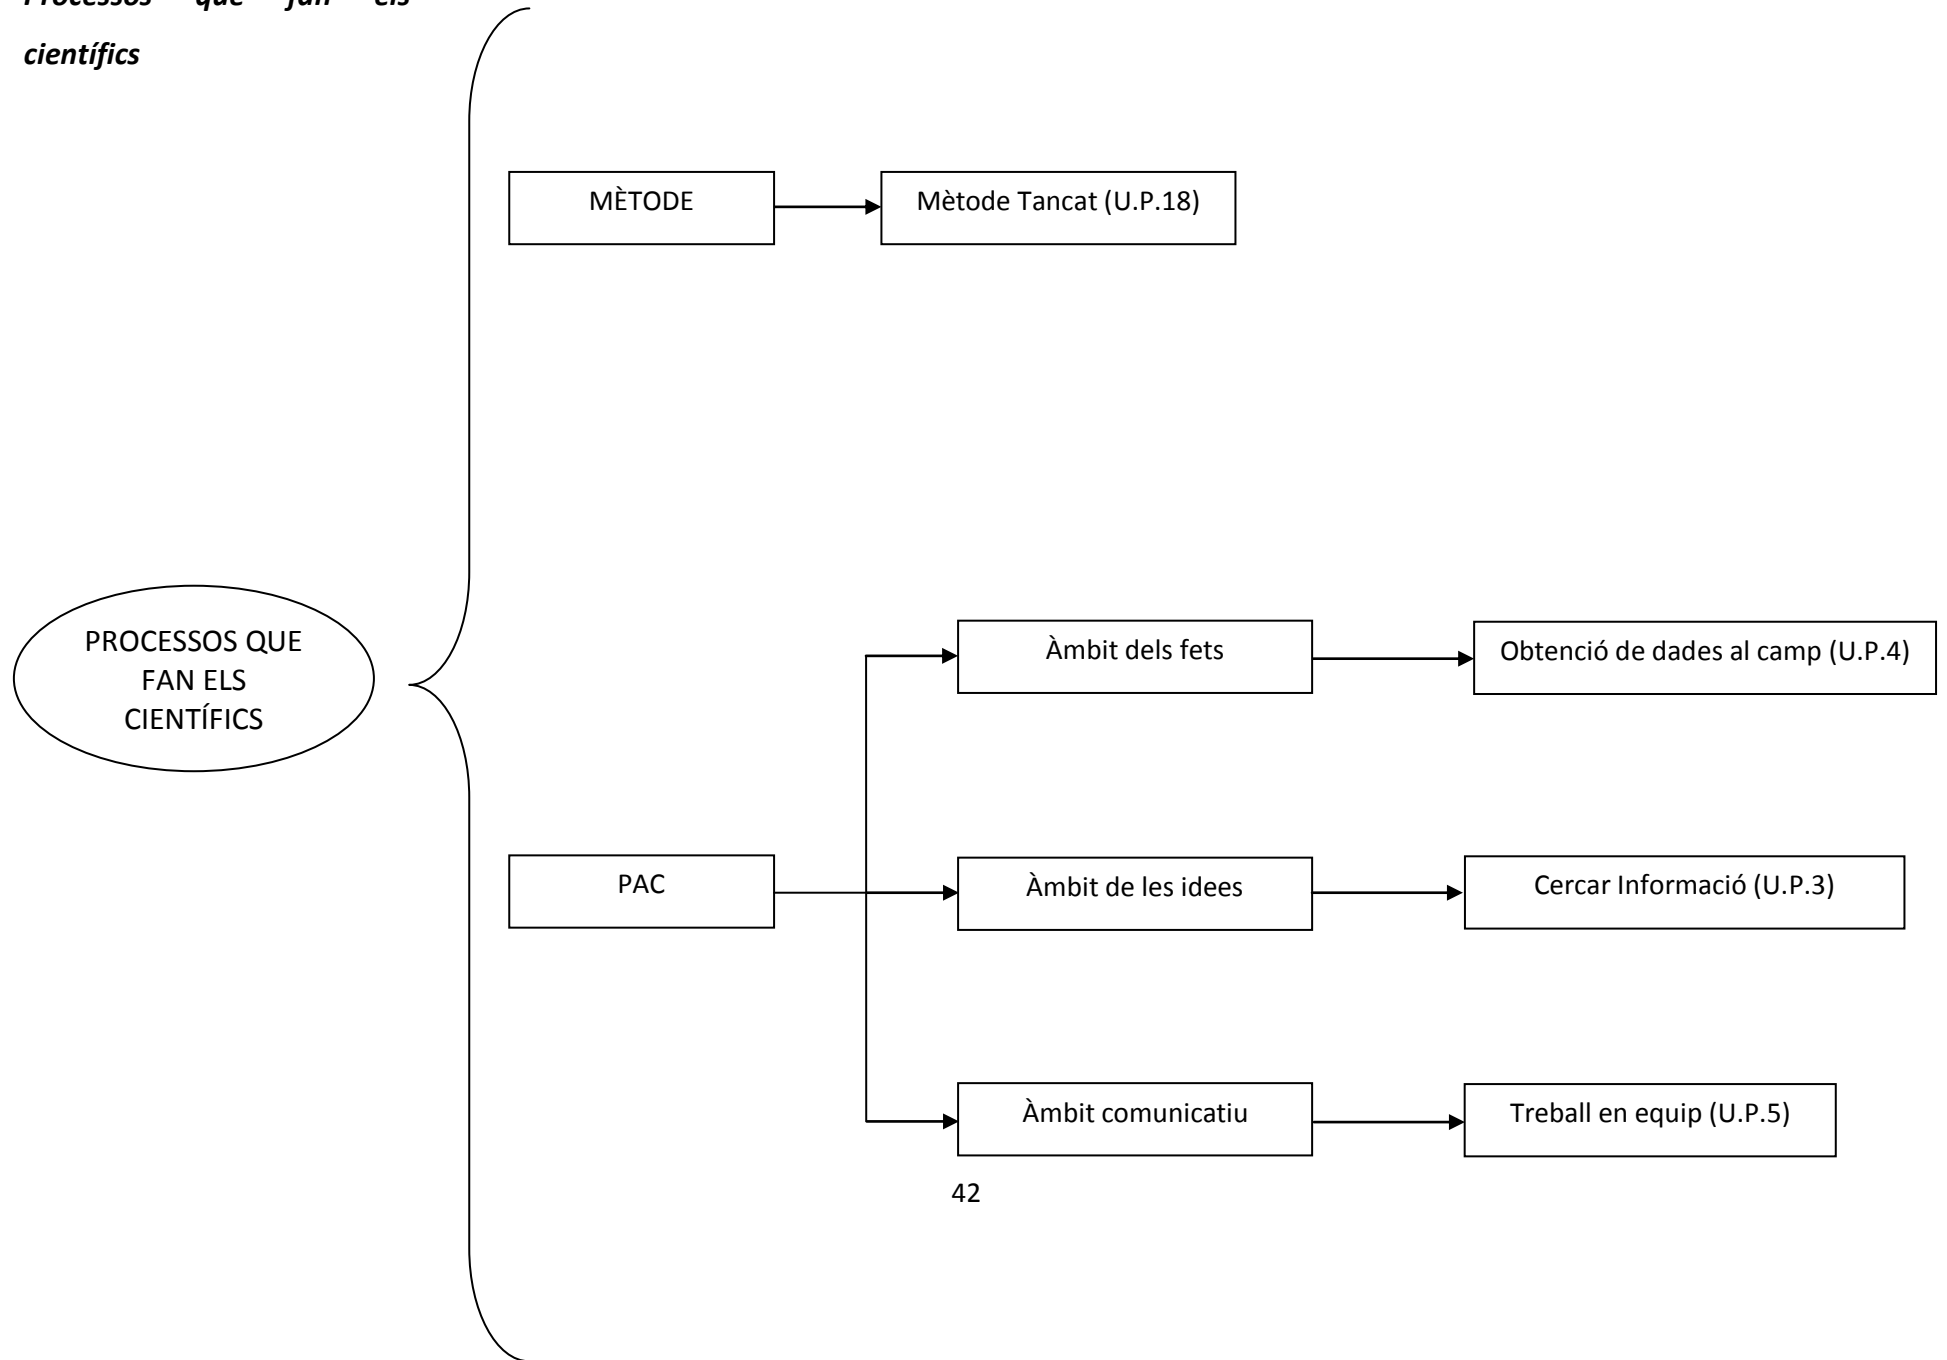 Processos que fan els
científics
MÈTODE
Mètode Tancat (U.P.18)
PROCESSOS QUE
FAN ELS
CIENTÍFICS
Àmbit dels fets
Obtenció de dades al camp (U.P.4)
PAC
Àmbit de les idees
Cercar Informació (U.P.3)
Àmbit comunicatiu
Treball en equip (U.P.5)
42